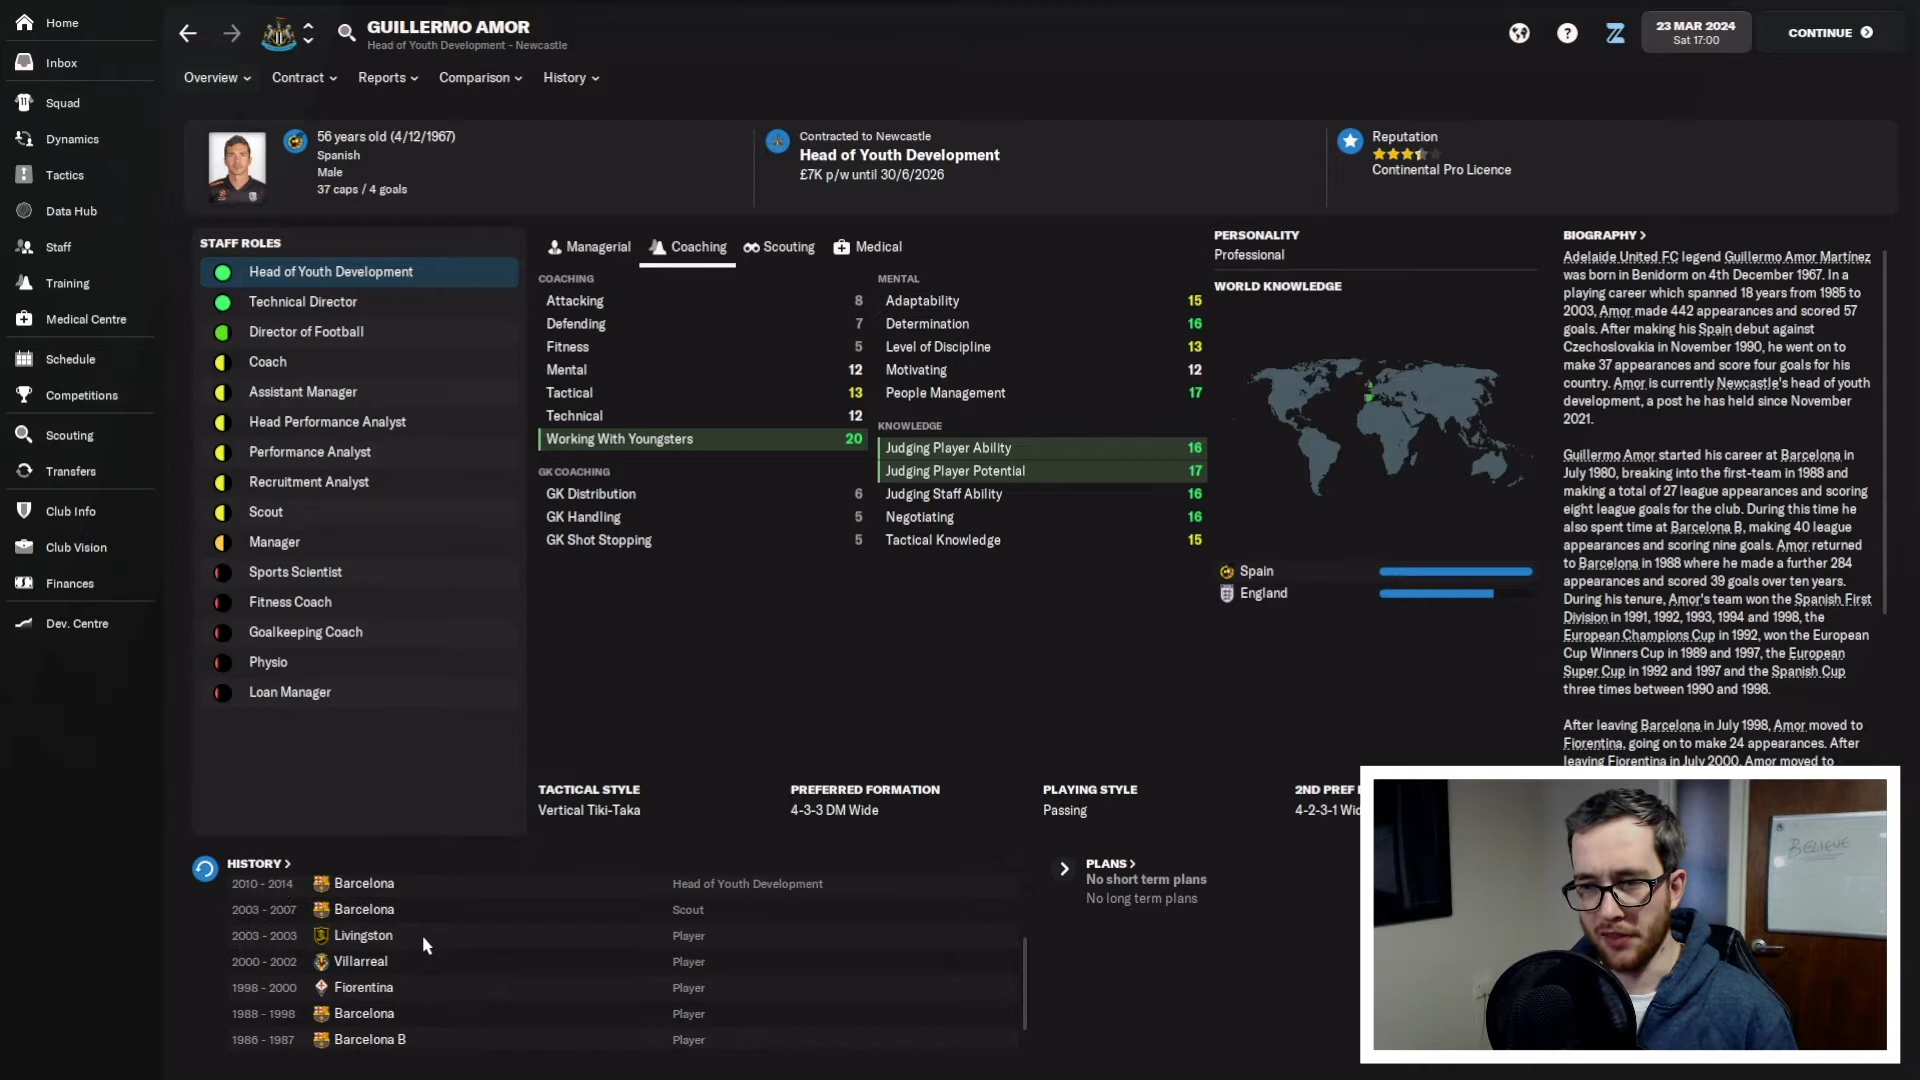 Home
Inbox
Squad
Dynamics
Tactics
Data Hub
Staff
Training
Medical Centre
Schedule
Competitions
Scouting
Transfers
Club Info
Club Vision
Finances
Dev. Centre
GUILLERMO AMOR
Head of Youth Development - Newcastle
23 MAR 2024
Sat 17:00
CONTINUE
Overview
Contract
Reports
Comparison
History
56 years old (4/12/1967)
Spanish
Male
37 caps / 4 goals
Contracted to Newcastle
Head of Youth Development
£7K p/w until 30/6/2026
Reputation
Continental Pro Licence
STAFF ROLES
Head of Youth Development
Technical Director
Director of Football
Coach
Assistant Manager
Head Performance Analyst
Performance Analyst
Recruitment Analyst
Scout
Manager
Sports Scientist
Fitness Coach
Goalkeeping Coach
Physio
Loan Manager
Managerial
Coaching
Scouting
Medical
COACHING
Attacking 8
Defending 7
Fitness 5
Mental 12
Tactical 13
Technical 12
Working With Youngsters 20
GK COACHING
GK Distribution 6
GK Handling 5
GK Shot Stopping 5
MENTAL
Adaptability 15
Determination 16
Level of Discipline 13
Motivating 12
People Management 17
KNOWLEDGE
Judging Player Ability 16
Judging Player Potential 17
Judging Staff Ability 16
Negotiating 16
Tactical Knowledge 15
PERSONALITY
Professional
WORLD KNOWLEDGE
Spain
England
BIOGRAPHY >
Adelaide United FC legend Guillermo Amor Martínez
was born in Benidorm on 4th December 1967. In a
playing career which spanned 18 years from 1985 to
2003, Amor made 442 appearances and scored 57
goals. After making his Spain debut against
Czechoslovakia in November 1990, he went on to
make 37 appearances and score four goals for his
country. Amor is currently Newcastle's head of youth
development, a post he has held since November
2021.
Guillermo Amor started his career at Barcelona in
July 1980, breaking into the first-team in 1988 and
making a total of 27 league appearances and scoring
eight league goals for the club. During this time he
also spent time at Barcelona B, making 40 league
appearances and scoring nine goals. Amor returned
to Barcelona in 1988 where he made a further 284
appearances and scored 39 goals over ten years.
During his tenure, Amor's team won the Spanish First
Division in 1991, 1992, 1993, 1994 and 1998, the
European Champions Cup in 1992, won the European
Cup Winners Cup in 1989 and 1997, the European
Super Cup in 1992 and 1997 and the Spanish Cup
three times between 1990 and 1998.
After leaving Barcelona in July 1998, Amor moved to
Fiorentina, going on to make 24 appearances. After
leaving Fiorentina in July 2000, Amor moved to
TACTICAL STYLE
Vertical Tiki-Taka
PREFERRED FORMATION
4-3-3 DM Wide
PLAYING STYLE
Passing
2ND PREF
4-2-3-1 Wi
HISTORY >
2010 - 2014 Barcelona Head of Youth Development
2003 - 2007 Barcelona Scout
2003 - 2003 Livingston Player
2000 - 2002 Villarreal Player
1998 - 2000 Fiorentina Player
1988 - 1998 Barcelona Player
1986 - 1987 Barcelona B Player
PLANS >
No short term plans
No long term plans
BELIEVE